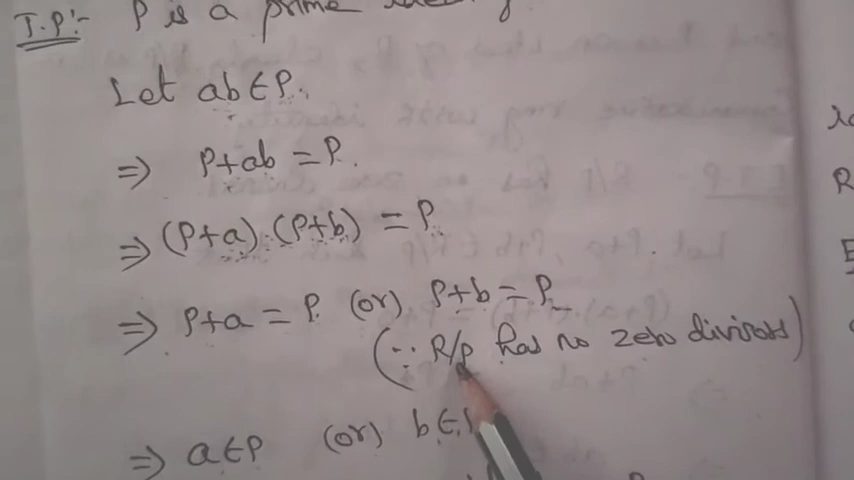 T.P:- P is a prime
Let ab ∈ P.
⇒ P+ab = P.
⇒ (P+a).(P+b) = P
⇒ P+a = P (or) P+b = P
(∵ R/P has no zero divisors)
⇒ a∈P (or) b∈